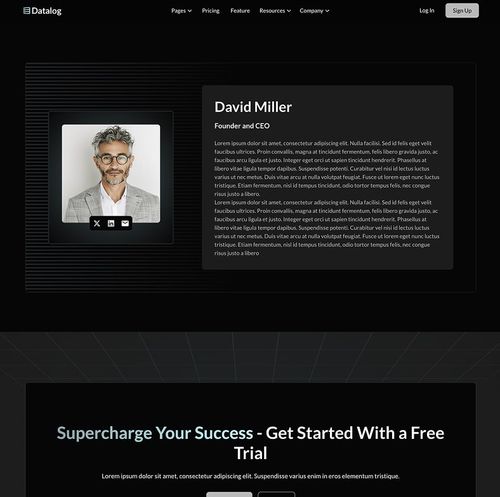 Datalog
Pages
Pricing
Feature
Resources
Company
Log In
Sign Up
David Miller
Founder and CEO
Lorem ipsum dolor sit amet, consectetur adipiscing elit. Nulla facilisi. Sed id felis eget velit
faucibus ultrices. Proin convallis, magna at tincidunt fermentum, felis libero gravida justo, ac
faucibus arcu ligula et justo. Integer eget orci ut sapien tincidunt hendrerit. Phasellus at
libero vitae ligula tempor dapibus. Suspendisse potenti. Curabitur vel nisi id lectus luctus
varius ut nec metus. Duis vitae arcu at nulla volutpat feugiat. Fusce ut lorem eget nunc luctus
tristique. Etiam fermentum, nisl id tempus tincidunt, odio tortor tempus felis, nec congue
risus justo id libero.
Lorem ipsum dolor sit amet, consectetur adipiscing elit. Nulla facilisi. Sed id felis eget velit
faucibus ultrices. Proin convallis, magna at tincidunt fermentum, felis libero gravida justo, ac
faucibus arcu ligula et justo. Integer eget orci ut sapien tincidunt hendrerit. Phasellus at
libero vitae ligula tempor dapibus. Suspendisse potenti. Curabitur vel nisi id lectus luctus
varius ut nec metus. Duis vitae arcu at nulla volutpat feugiat. Fusce ut lorem eget nunc luctus
tristique. Etiam fermentum, nisl id tempus tincidunt, odio tortor tempus felis, nec congue
risus justo id libero
Supercharge Your Success - Get Started With a Free
Trial
Lorem ipsum dolor sit amet, consectetur adipiscing elit. Suspendisse varius enim in eros elementum tristique.